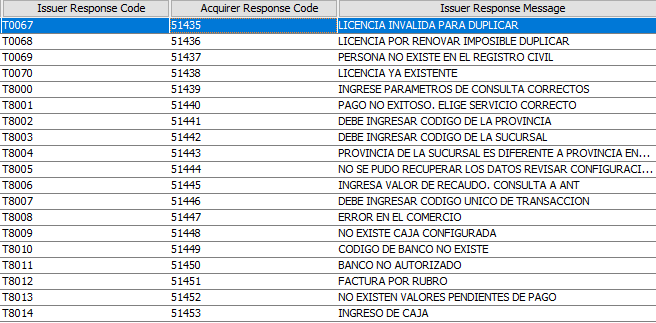 Issuer Response Code Acquirer Response Code Issuer Response Message
T0067 51435 LICENCIA INVALIDA PARA DUPLICAR
T0068 51436 LICENCIA POR RENOVAR IMPOSIBLE DUPLICAR
T0069 51437 PERSONA NO EXISTE EN EL REGISTRO CIVIL
T0070 51438 LICENCIA YA EXISTENTE
T8000 51439 INGRESE PARAMETROS DE CONSULTA CORRECTOS
T8001 51440 PAGO NO EXITOSO. ELIGE SERVICIO CORRECTO
T8002 51441 DEBE INGRESAR CODIGO DE LA PROVINCIA
T8003 51442 DEBE INGRESAR CODIGO DE LA SUCURSAL
T8004 51443 PROVINCIA DE LA SUCURSAL ES DIFERENTE A PROVINCIA EN...
T8005 51444 NO SE PUDO RECUPERAR LOS DATOS REVISAR CONFIGURACI...
T8006 51445 INGRESA VALOR DE RECAUDO. CONSULTA A ANT
T8007 51446 DEBE INGRESAR CODIGO UNICO DE TRANSACCION
T8008 51447 ERROR EN EL COMERCIO
T8009 51448 NO EXISTE CAJA CONFIGURADA
T8010 51449 CODIGO DE BANCO NO EXISTE
T8011 51450 BANCO NO AUTORIZADO
T8012 51451 FACTURA POR RUBRO
T8013 51452 NO EXISTEN VALORES PENDIENTES DE PAGO
T8014 51453 INGRESO DE CAJA